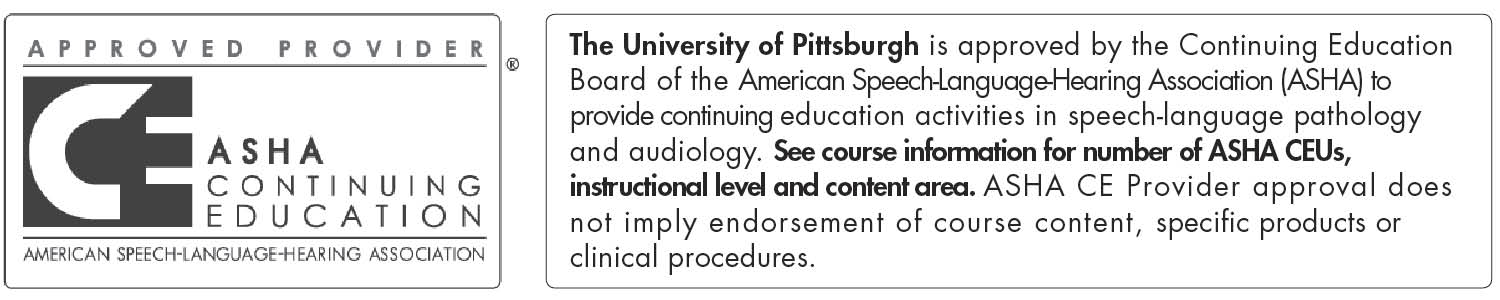 APPROVED PROVIDER
CE
ASHA
CONTINUING
EDUCATION
AMERICAN SPEECH-LANGUAGE-HEARING ASSOCIATION
®
The University of Pittsburgh is approved by the Continuing Education
Board of the American Speech-Language-Hearing Association (ASHA) to
provide continuing education activities in speech-language pathology
and audiology. See course information for number of ASHA CEUs,
instructional level and content area. ASHA CE Provider approval does
not imply endorsement of course content, specific products or
clinical procedures.